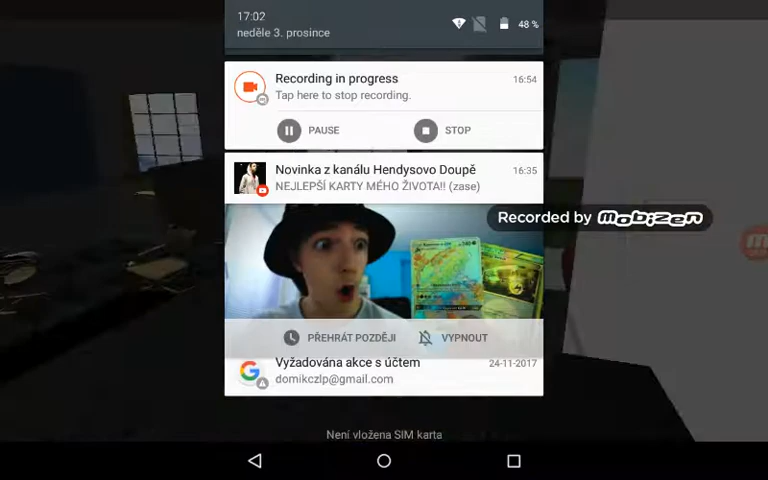 17:02
48 %
neděle 3. prosince
Recording in progress
16:54
Tap here to stop recording.
PAUSE
STOP
Novinka z kanálu Hendysovo Doupě
16:35
NEJLEPŠÍ KARTY MÉHO ŽIVOTA!! (zase)
Recorded by mobizen
PŘEHRÁT POZDĚJI
VYPNOUT
Vyžadována akce s účtem
24-11-2017
domikczlp@gmail.com
Není vložena SIM karta